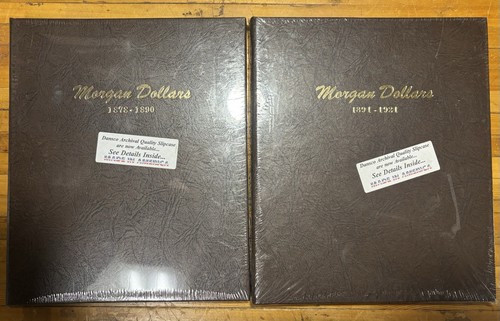 Morgan Dollars
1878-1890
Dansco Archival Quality Slipcase
are now Available...
See Details Inside...
MADE IN AMERICA
Morgan Dollars
1891-1921
Dansco Archival Quality Slipcase
are now Available...
See Details Inside...
MADE IN AMERICA